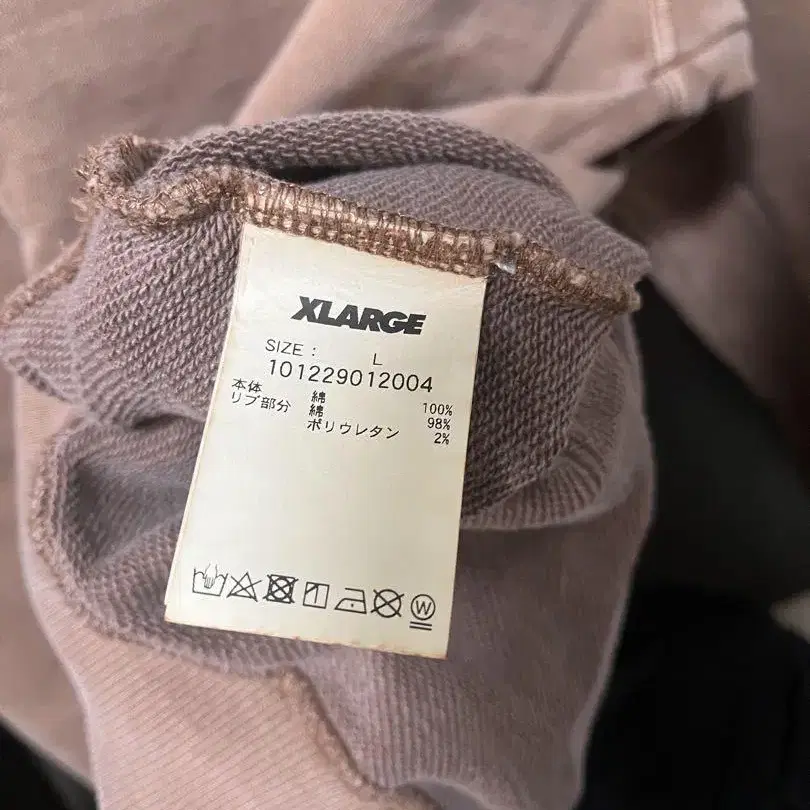 XLARGE
SIZE : L
101229012004
本体 綿 100%
リブ部分 綿 98%
ポリウレタン 2%
W